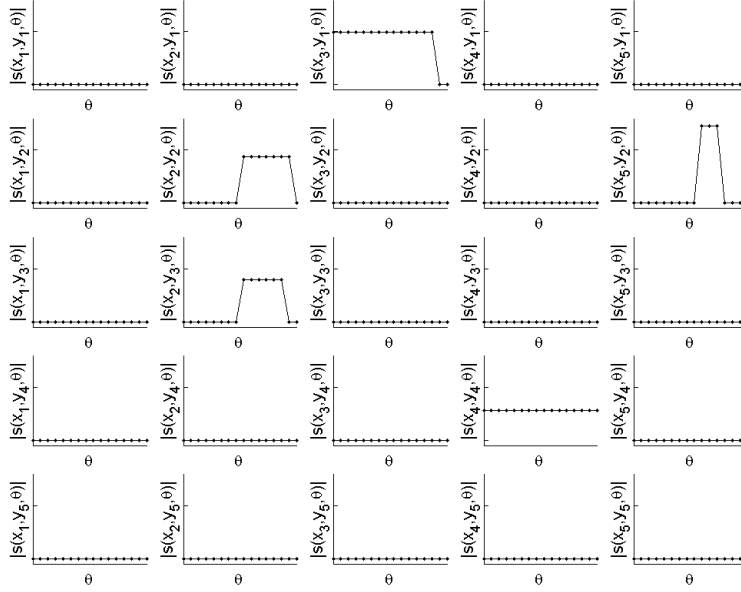 |s(x₁,y₁,θ)| |s(x₂,y₁,θ)| |s(x₃,y₁,θ)| |s(x₄,y₁,θ)| |s(x₅,y₁,θ)|
θ θ θ θ θ
|s(x₁,y₂,θ)| |s(x₂,y₂,θ)| |s(x₃,y₂,θ)| |s(x₄,y₂,θ)| |s(x₅,y₂,θ)|
θ θ θ θ θ
|s(x₁,y₃,θ)| |s(x₂,y₃,θ)| |s(x₃,y₃,θ)| |s(x₄,y₃,θ)| |s(x₅,y₃,θ)|
θ θ θ θ θ
|s(x₁,y₄,θ)| |s(x₂,y₄,θ)| |s(x₃,y₄,θ)| |s(x₄,y₄,θ)| |s(x₅,y₄,θ)|
θ θ θ θ θ
|s(x₁,y₅,θ)| |s(x₂,y₅,θ)| |s(x₃,y₅,θ)| |s(x₄,y₅,θ)| |s(x₅,y₅,θ)|
θ θ θ θ θ